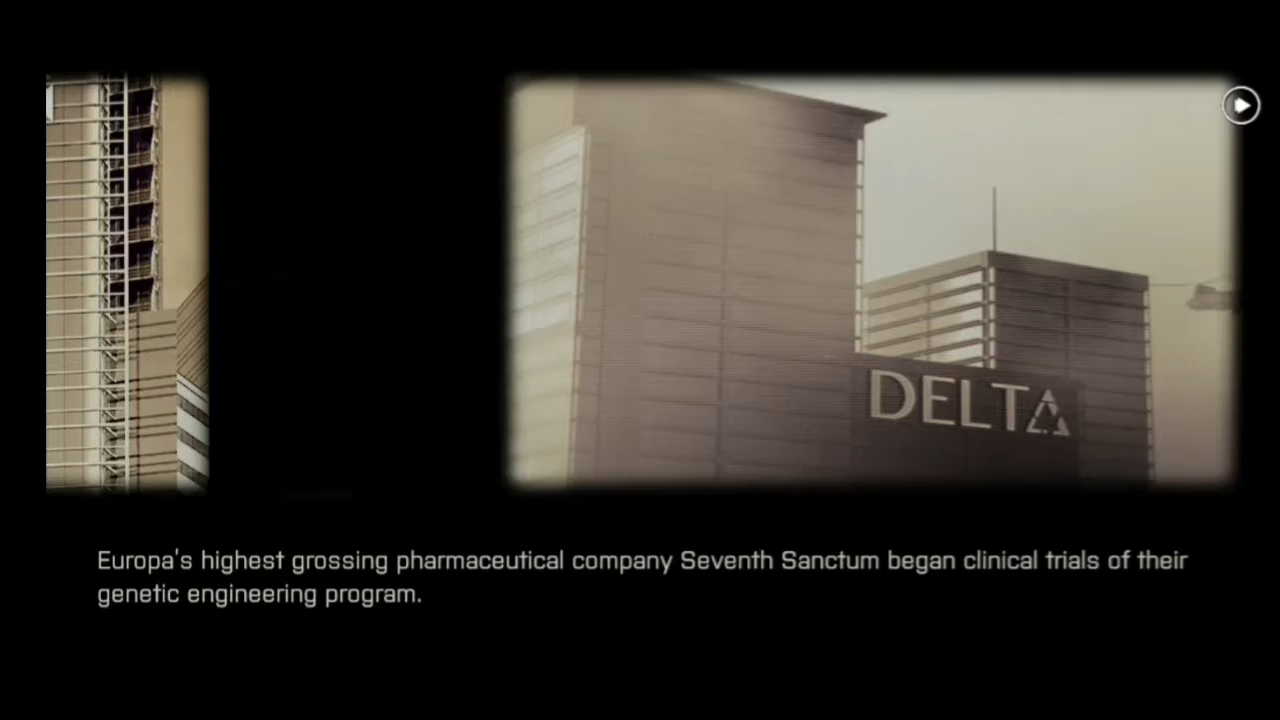 DELTA
Europa's highest grossing pharmaceutical company Seventh Sanctum began clinical trials of their
genetic engineering program.